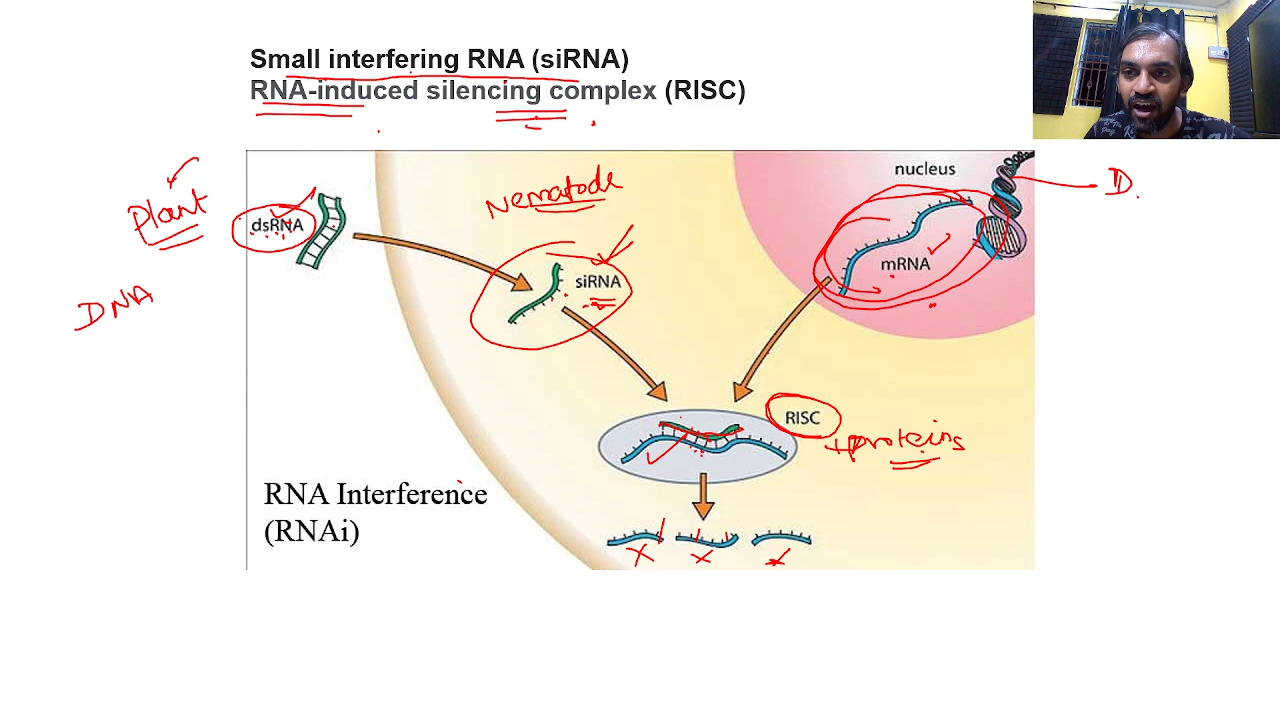 Small interfering RNA (siRNA)
RNA-induced silencing complex (RISC)
Plant
dsRNA
DNA
Nematode
siRNA
nucleus
mRNA
D.
RISC
+proteins
RNA Interference
(RNAi)